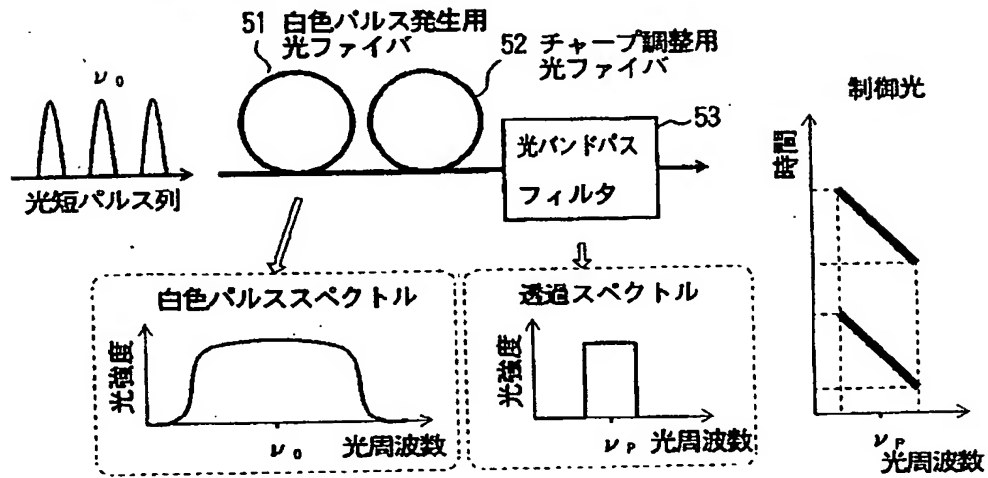 51 白色パルス発生用
光ファイバ
52 チャープ調整用
光ファイバ
ν₀
光短パルス列
53
光バンドパス
フィルタ
制御光
時間
νₚ
光周波数
白色パルススペクトル
光強度
ν₀ 光周波数
透過スペクトル
光強度
νₚ 光周波数